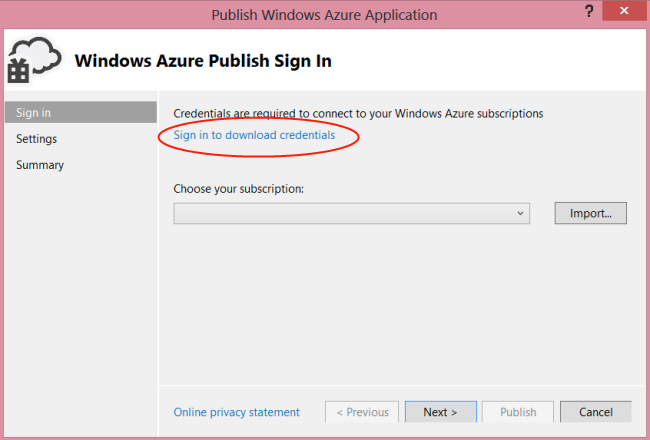 Publish Windows Azure Application
?
Windows Azure Publish Sign In
Sign in
Settings
Summary
Credentials are required to connect to your Windows Azure subscriptions
Sign in to download credentials
Choose your subscription:
Import...
Online privacy statement
< Previous
Next >
Publish
Cancel